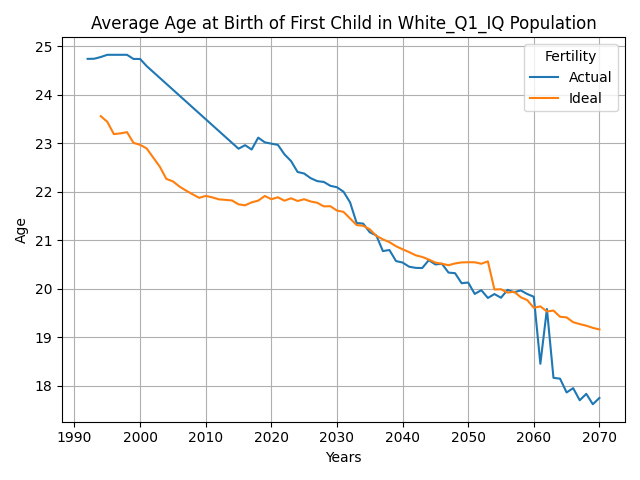 Average Age at Birth of First Child in White_Q1_IQ Population
Fertility
Actual
Ideal
Age
25
24
23
22
21
20
19
18
1990 2000 2010 2020 2030 2040 2050 2060 2070
Years